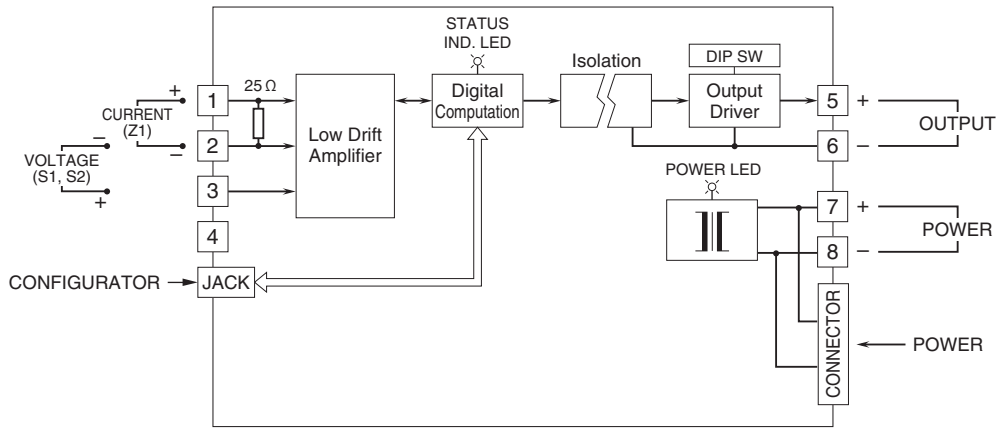 STATUS
IND. LED
DIP SW
Isolation
25 Ω
Digital
Computation
Output
Driver
Low Drift
Amplifier
+
CURRENT
(Z1)
–
1
2
3
4
–
VOLTAGE
(S1, S2)
+
5
6
+
OUTPUT
–
POWER LED
7
8
+
POWER
–
CONFIGURATOR
JACK
CONNECTOR
POWER